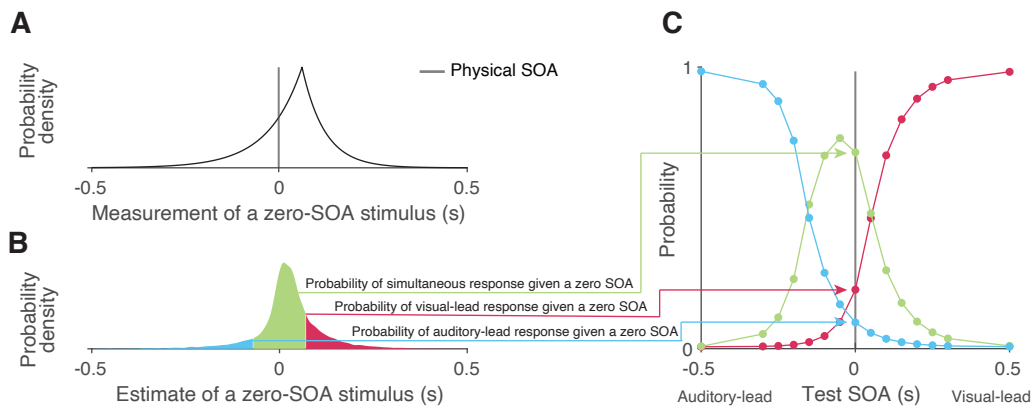 A
Probability
density
Physical SOA
-0.5
0
0.5
Measurement of a zero-SOA stimulus (s)
B
Probability
density
Probability of simultaneous response given a zero SOA
Probability of visual-lead response given a zero SOA
Probability of auditory-lead response given a zero SOA
-0.5
0
0.5
Estimate of a zero-SOA stimulus (s)
C
1
Probability
0
-0.5
0
0.5
Auditory-lead
Test SOA (s)
Visual-lead